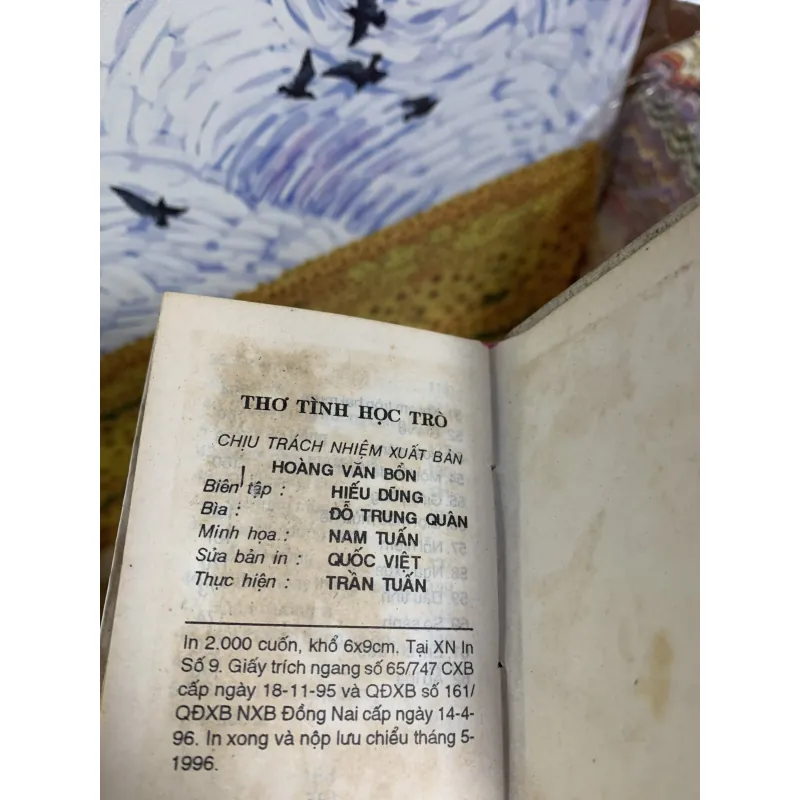 THƠ TÌNH HỌC TRÒ
CHỊU TRÁCH NHIỆM XUẤT BẢN
HOÀNG VĂN BỔN
Biên tập : HIẾU DŨNG
Bìa : ĐỖ TRUNG QUÂN
Minh họa : NAM TUẤN
Sửa bản in : QUỐC VIỆT
Thực hiện : TRẦN TUẤN
In 2.000 cuốn, khổ 6x9cm. Tại XN In
Số 9. Giấy trích ngang số 65/747 CXB
cấp ngày 18-11-95 và QĐXB số 161/
QĐXB NXB Đồng Nai cấp ngày 14-4-
96. In xong và nộp lưu chiểu tháng 5-
1996.